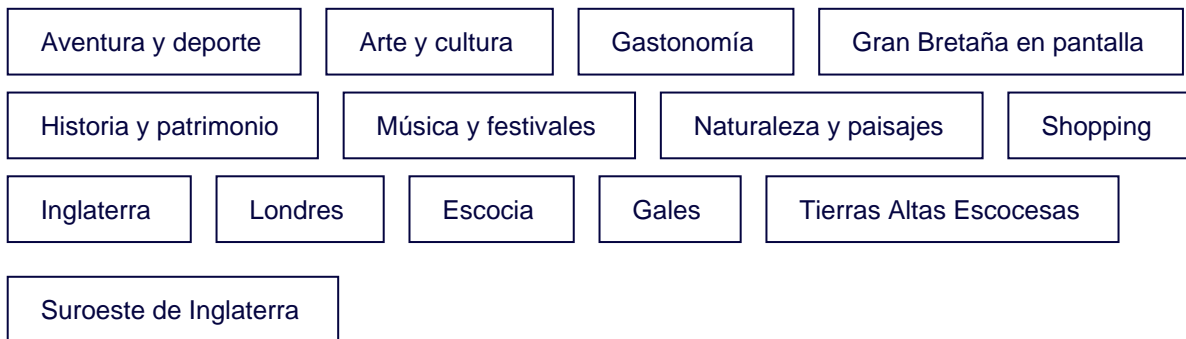 Aventura y deporte Arte y cultura Gastonomía Gran Bretaña en pantalla
Historia y patrimonio Música y festivales Naturaleza y paisajes Shopping
Inglaterra Londres Escocia Gales Tierras Altas Escocesas
Suroeste de Inglaterra